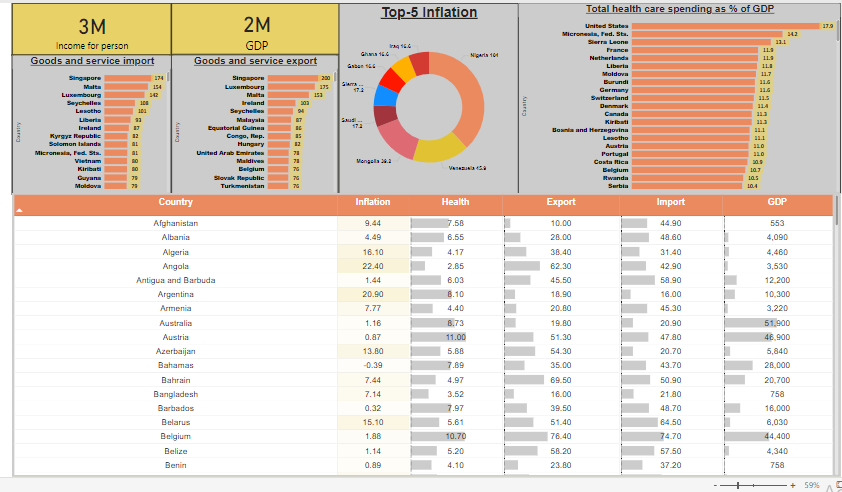 3M
Income for person
2M
GDP
Goods and service import
Country
Singapore 174
Malta 154
Luxembourg 142
Seychelles 108
Lesotho 101
Liberia 93
Ireland 87
Kyrgyz Republic 82
Solomon Islands 81
Micronesia, Fed. Sts. 81
Vietnam 80
Kiribati 80
Guyana 79
Moldova 79
Goods and service export
Country
Singapore 200
Luxembourg 175
Malta 153
Ireland 103
Seychelles 94
Malaysia 87
Equatorial Guinea 86
Congo, Rep. 85
Hungary 82
United Arab Emirates 78
Maldives 78
Belgium 76
Slovak Republic 76
Turkmenistan 76
Top-5 Inflation
Iraq 16.6
Ghana 16.6
Gabon 16.6
Sierra ...
17.2
Saudi ...
17.2
Mongolia 39.2
Venezuela 45.9
Nigeria 104
Total health care spending as % of GDP
Country
United States 17.9
Micronesia, Fed. Sts. 14.2
Sierra Leone 13.1
France 11.9
Netherlands 11.9
Liberia 11.8
Moldova 11.7
Burundi 11.6
Germany 11.6
Switzerland 11.5
Denmark 11.4
Canada 11.3
Kiribati 11.3
Bosnia and Herzegovina 11.1
Lesotho 11.1
Austria 11.0
Portugal 11.0
Costa Rica 10.9
Belgium 10.7
Rwanda 10.5
Serbia 10.4
Country Inflation Health Export Import GDP
Afghanistan 9.44 7.58 10.00 44.90 553
Albania 4.49 6.55 28.00 48.60 4,090
Algeria 16.10 4.17 38.40 31.40 4,460
Angola 22.40 2.85 62.30 42.90 3,530
Antigua and Barbuda 1.44 6.03 45.50 58.90 12,200
Argentina 20.90 8.10 18.90 16.00 10,300
Armenia 7.77 4.40 20.80 45.30 3,220
Australia 1.16 8.73 19.80 20.90 51,900
Austria 0.87 11.00 51.30 47.80 46,900
Azerbaijan 13.80 5.88 54.30 20.70 5,840
Bahamas -0.39 7.89 35.00 43.70 28,000
Bahrain 7.44 4.97 69.50 50.90 20,700
Bangladesh 7.14 3.52 16.00 21.80 758
Barbados 0.32 7.97 39.50 48.70 16,000
Belarus 15.10 5.61 51.40 64.50 6,030
Belgium 1.88 10.70 76.40 74.70 44,400
Belize 1.14 5.20 58.20 57.50 4,340
Benin 0.89 4.10 23.80 37.20 758
- + 59%